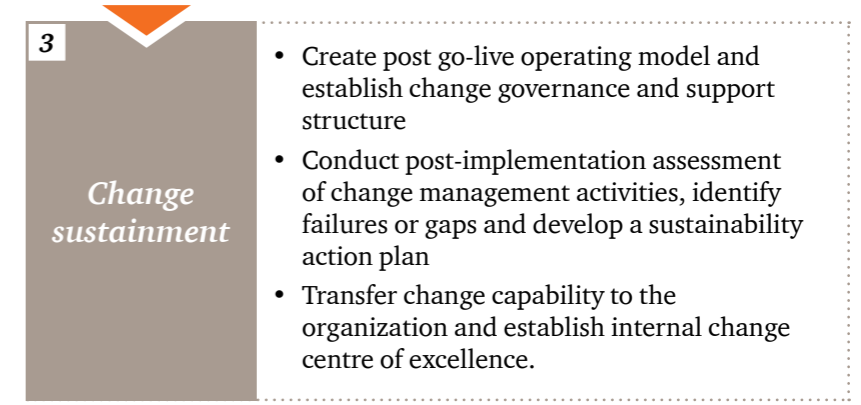 3
Change
sustainment
• Create post go-live operating model and
establish change governance and support
structure
• Conduct post-implementation assessment
of change management activities, identify
failures or gaps and develop a sustainability
action plan
• Transfer change capability to the
organization and establish internal change
centre of excellence.